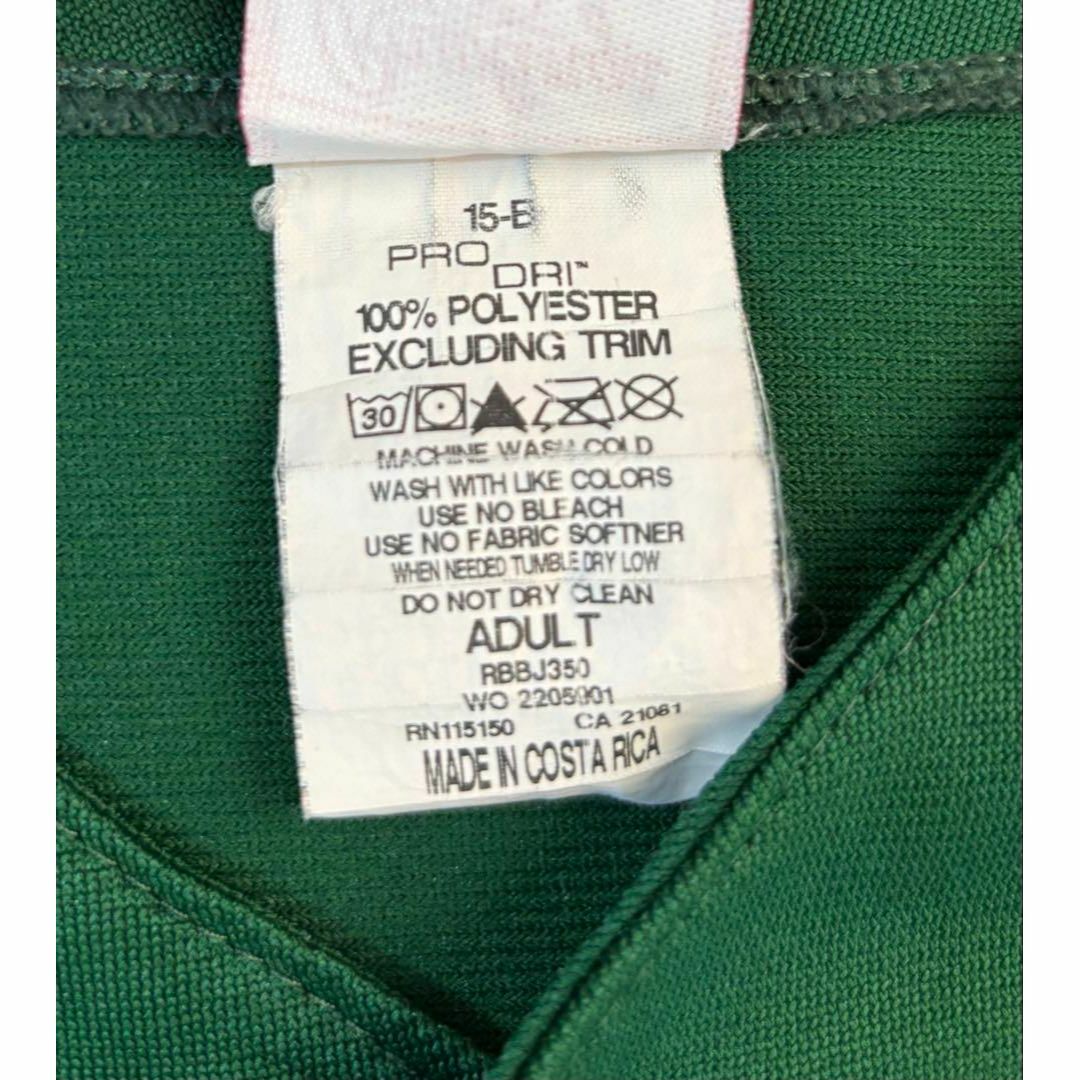 15-B
PRO
DRI™
100% POLYESTER
EXCLUDING TRIM
30
MACHINE WASH COLD
WASH WITH LIKE COLORS
USE NO BLEACH
USE NO FABRIC SOFTNER
WHEN NEEDED TUMBLE DRY LOW
DO NOT DRY CLEAN
ADULT
RBBJ350
WO 2205901
RN115150 CA 21061
MADE IN COSTA RICA